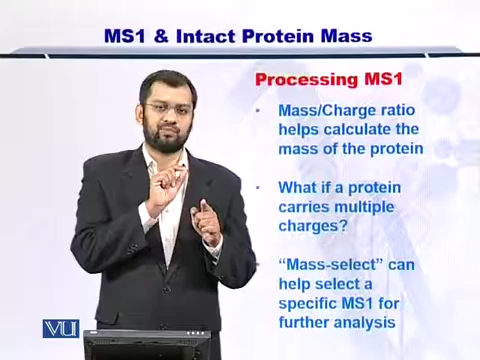 MS1 & Intact Protein Mass
Processing MS1
• Mass/Charge ratio
helps calculate the
mass of the protein
• What if a protein
carries multiple
charges?
• “Mass-select” can
help select a
specific MS1 for
further analysis
VU